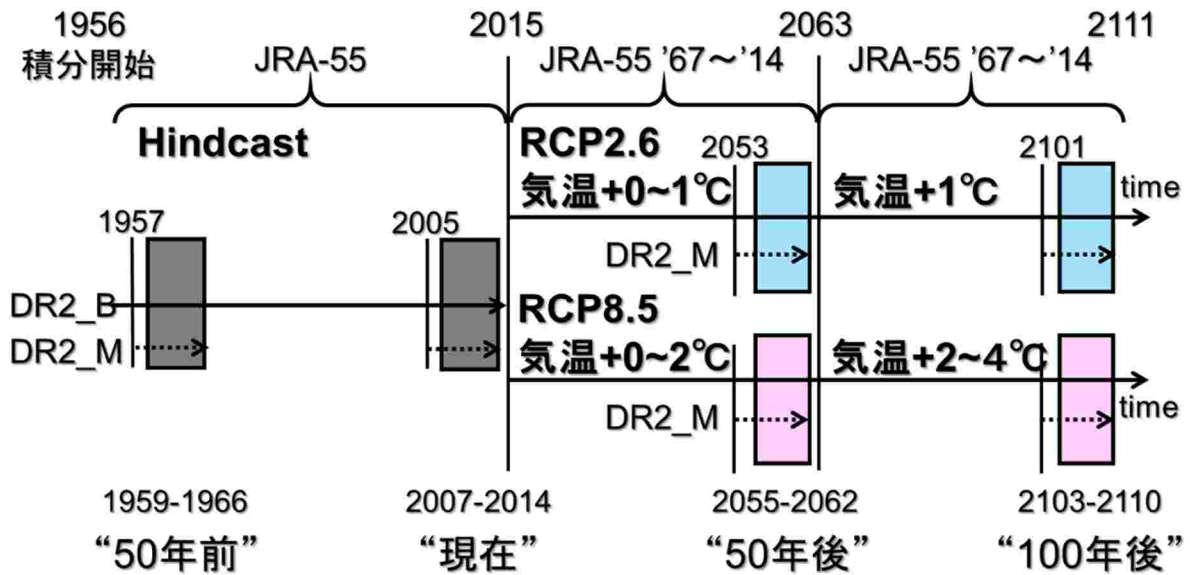 1956
積分開始
2015
2063
2111
JRA-55
JRA-55 ’67～’14
JRA-55 ’67～’14
Hindcast
RCP2.6
気温+0~1℃
2053
気温+1℃
2101
time
1957
2005
DR2_M
DR2_B
DR2_M
RCP8.5
気温+0~2℃
気温+2~4℃
time
DR2_M
1959-1966
2007-2014
2055-2062
2103-2110
“50年前”
“現在”
“50年後”
“100年後”